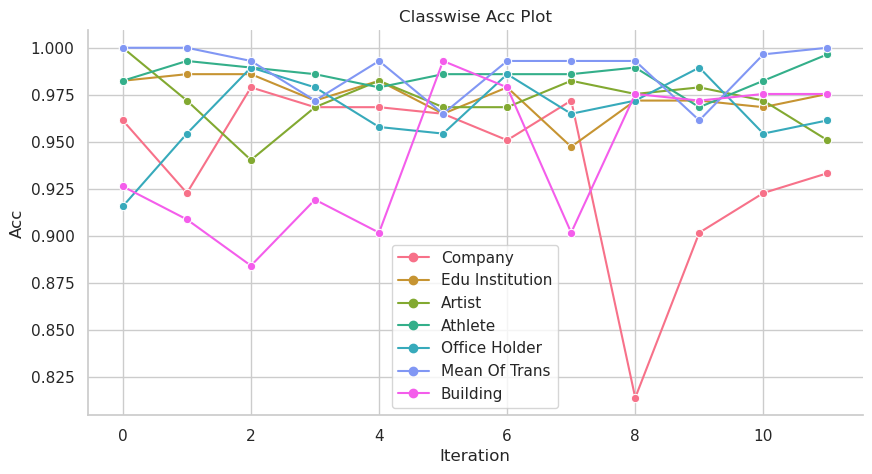 Classwise Acc Plot
1.000
0.975
0.950
0.925
0.900
0.875
0.850
0.825
Acc
Company
Edu Institution
Artist
Athlete
Office Holder
Mean Of Trans
Building
0 2 4 6 8 10
Iteration